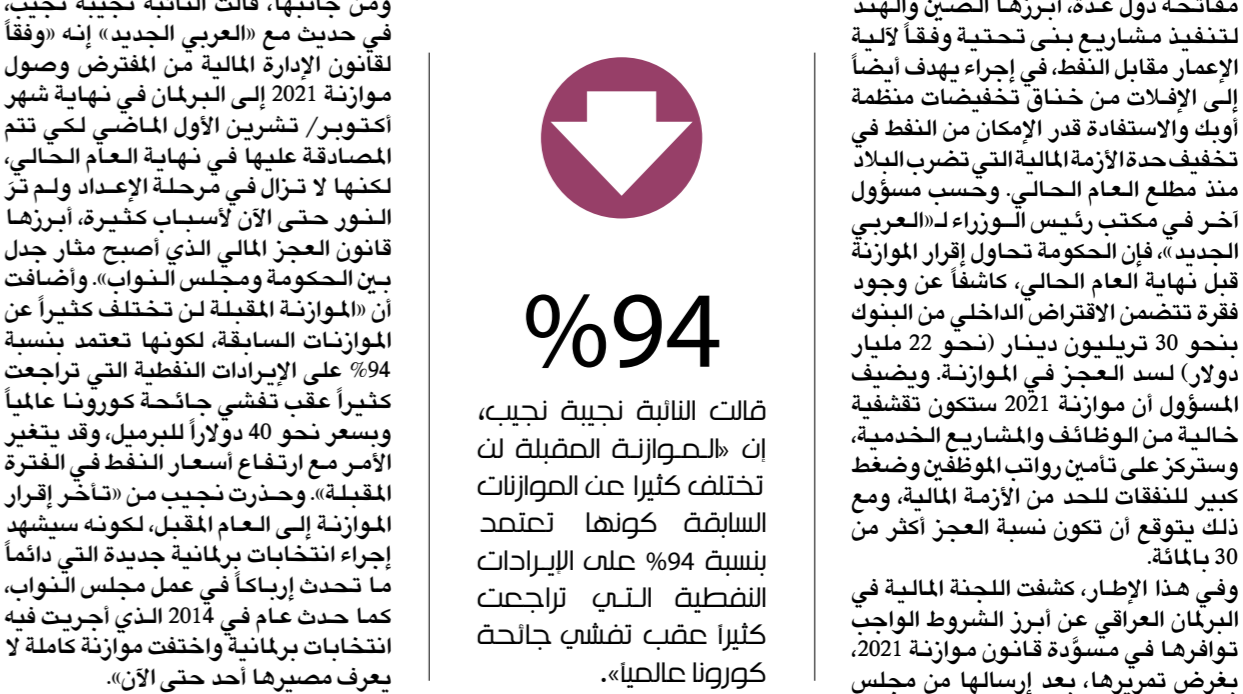 مفاتحة دول عدة، أبرزها الصين والهند
لتنفيذ مشاريع بنى تحتية وفقاً لآلية
الإعمار مقابل النفط، في إجراء يهدف أيضاً
إلى الإفلات من خناق تخفيضات منظمة
أوبك والاستفادة قدر الإمكان من النفط في
تخفيف حدة الأزمة المالية التي تضرب البلاد
منذ مطلع العام الحالي. وحسب مسؤول
آخر في مكتب رئيس الوزراء لـ«العربي
الجديد»، فإن الحكومة تحاول إقرار الموازنة
قبل نهاية العام الحالي، كاشفاً عن وجود
فقرة تتضمن الاقتراض الداخلي من البنوك
بنحو 30 تريليون دينار (نحو 22 مليار
دولار) لسد العجز في الموازنة. ويضيف
المسؤول أن موازنة 2021 ستكون تقشفية
خالية من الوظائف والمشاريع الخدمية،
وستركز على تأمين رواتب الموظفين وضغط
كبير للنفقات للحد من الأزمة المالية، ومع
ذلك يتوقع أن تكون نسبة العجز أكثر من
30 بالمائة.
وفي هذا الإطار، كشفت اللجنة المالية في
البرلمان العراقي عن أبرز الشروط الواجب
توافرها في مسوَّدة قانون موازنة 2021،
بغرض تمريرها، بعد إرسالها من مجلس
%94
قالت النائبة نجيبة نجيب،
إن «الموازنة المقبلة لن
تختلف كثيرا عن الموازنات
السابقة كونها تعتمد
بنسبة 94% على الإيرادات
النفطية التي تراجعت
كثيراً عقب تفشي جائحة
كورونا عالمياً».
ومن جانبها، قالت النائبة نجيبة نجيب،
في حديث مع «العربي الجديد» إنه «وفقاً
لقانون الإدارة المالية من المفترض وصول
موازنة 2021 إلى البرلمان في نهاية شهر
أكتوبر/ تشرين الأول الماضي لكي تتم
المصادقة عليها في نهاية العام الحالي،
لكنها لا تزال في مرحلة الإعداد ولم ترَ
النور حتى الآن لأسباب كثيرة، أبرزها
قانون العجز المالي الذي أصبح مثار جدل
بين الحكومة ومجلس النواب». وأضافت
أن «الموازنة المقبلة لن تختلف كثيراً عن
الموازنات السابقة، لكونها تعتمد بنسبة
94% على الإيرادات النفطية التي تراجعت
كثيراً عقب تفشي جائحة كورونا عالمياً
وبسعر نحو 40 دولاراً للبرميل، وقد يتغير
الأمر مع ارتفاع أسعار النفط في الفترة
المقبلة». وحذرت نجيب من «تأخر إقرار
الموازنة إلى العام المقبل، لكونه سيشهد
إجراء انتخابات برلمانية جديدة التي دائماً
ما تحدث إرباكاً في عمل مجلس النواب،
كما حدث عام في 2014 الذي أجريت فيه
انتخابات برلمانية واختفت موازنة كاملة لا
يعرف مصيرها أحد حتى الآن».